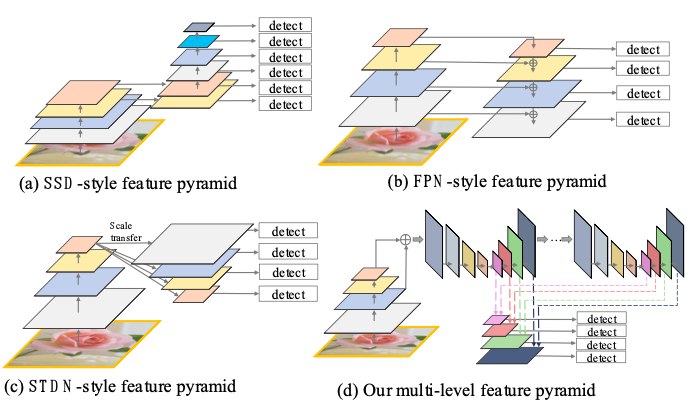 detect
detect
detect
detect
detect
detect
(a) SSD -style feature pyramid
detect
detect
detect
detect
(b) FPN -style feature pyramid
Scale
transfer
detect
detect
detect
detect
(c) STDN -style feature pyramid
...
detect
detect
detect
detect
(d) Our multi-level feature pyramid